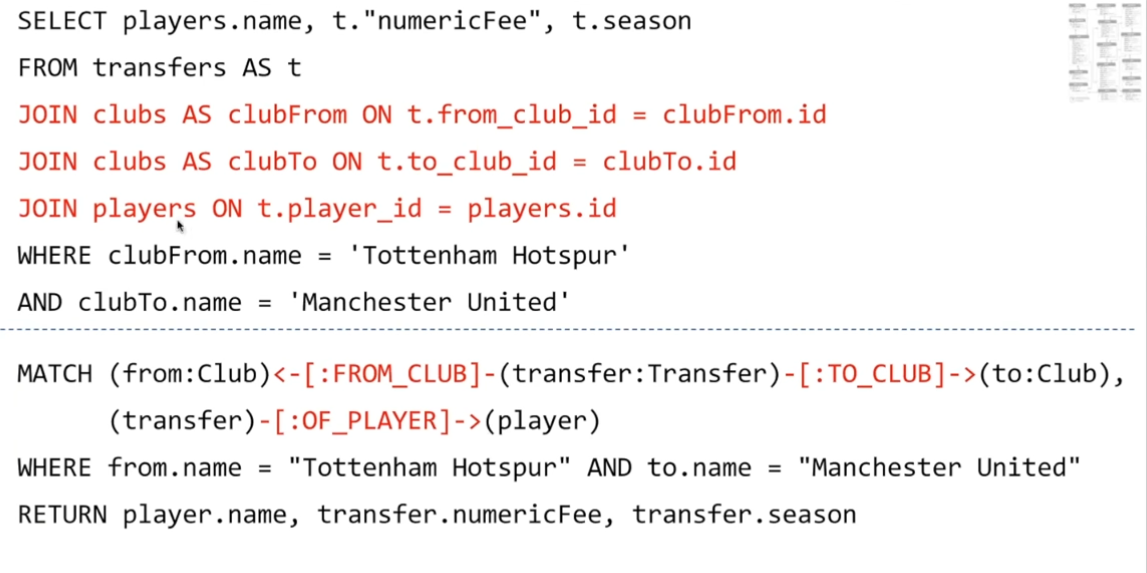 SELECT players.name, t."numericFee", t.season
FROM transfers AS t
JOIN clubs AS clubFrom ON t.from_club_id = clubFrom.id
JOIN clubs AS clubTo ON t.to_club_id = clubTo.id
JOIN players ON t.player_id = players.id
WHERE clubFrom.name = 'Tottenham Hotspur'
AND clubTo.name = 'Manchester United'
MATCH (from:Club)<-[:FROM_CLUB]-(transfer:Transfer)-[:TO_CLUB]->(to:Club),
(transfer)-[:OF_PLAYER]->(player)
WHERE from.name = "Tottenham Hotspur" AND to.name = "Manchester United"
RETURN player.name, transfer.numericFee, transfer.season